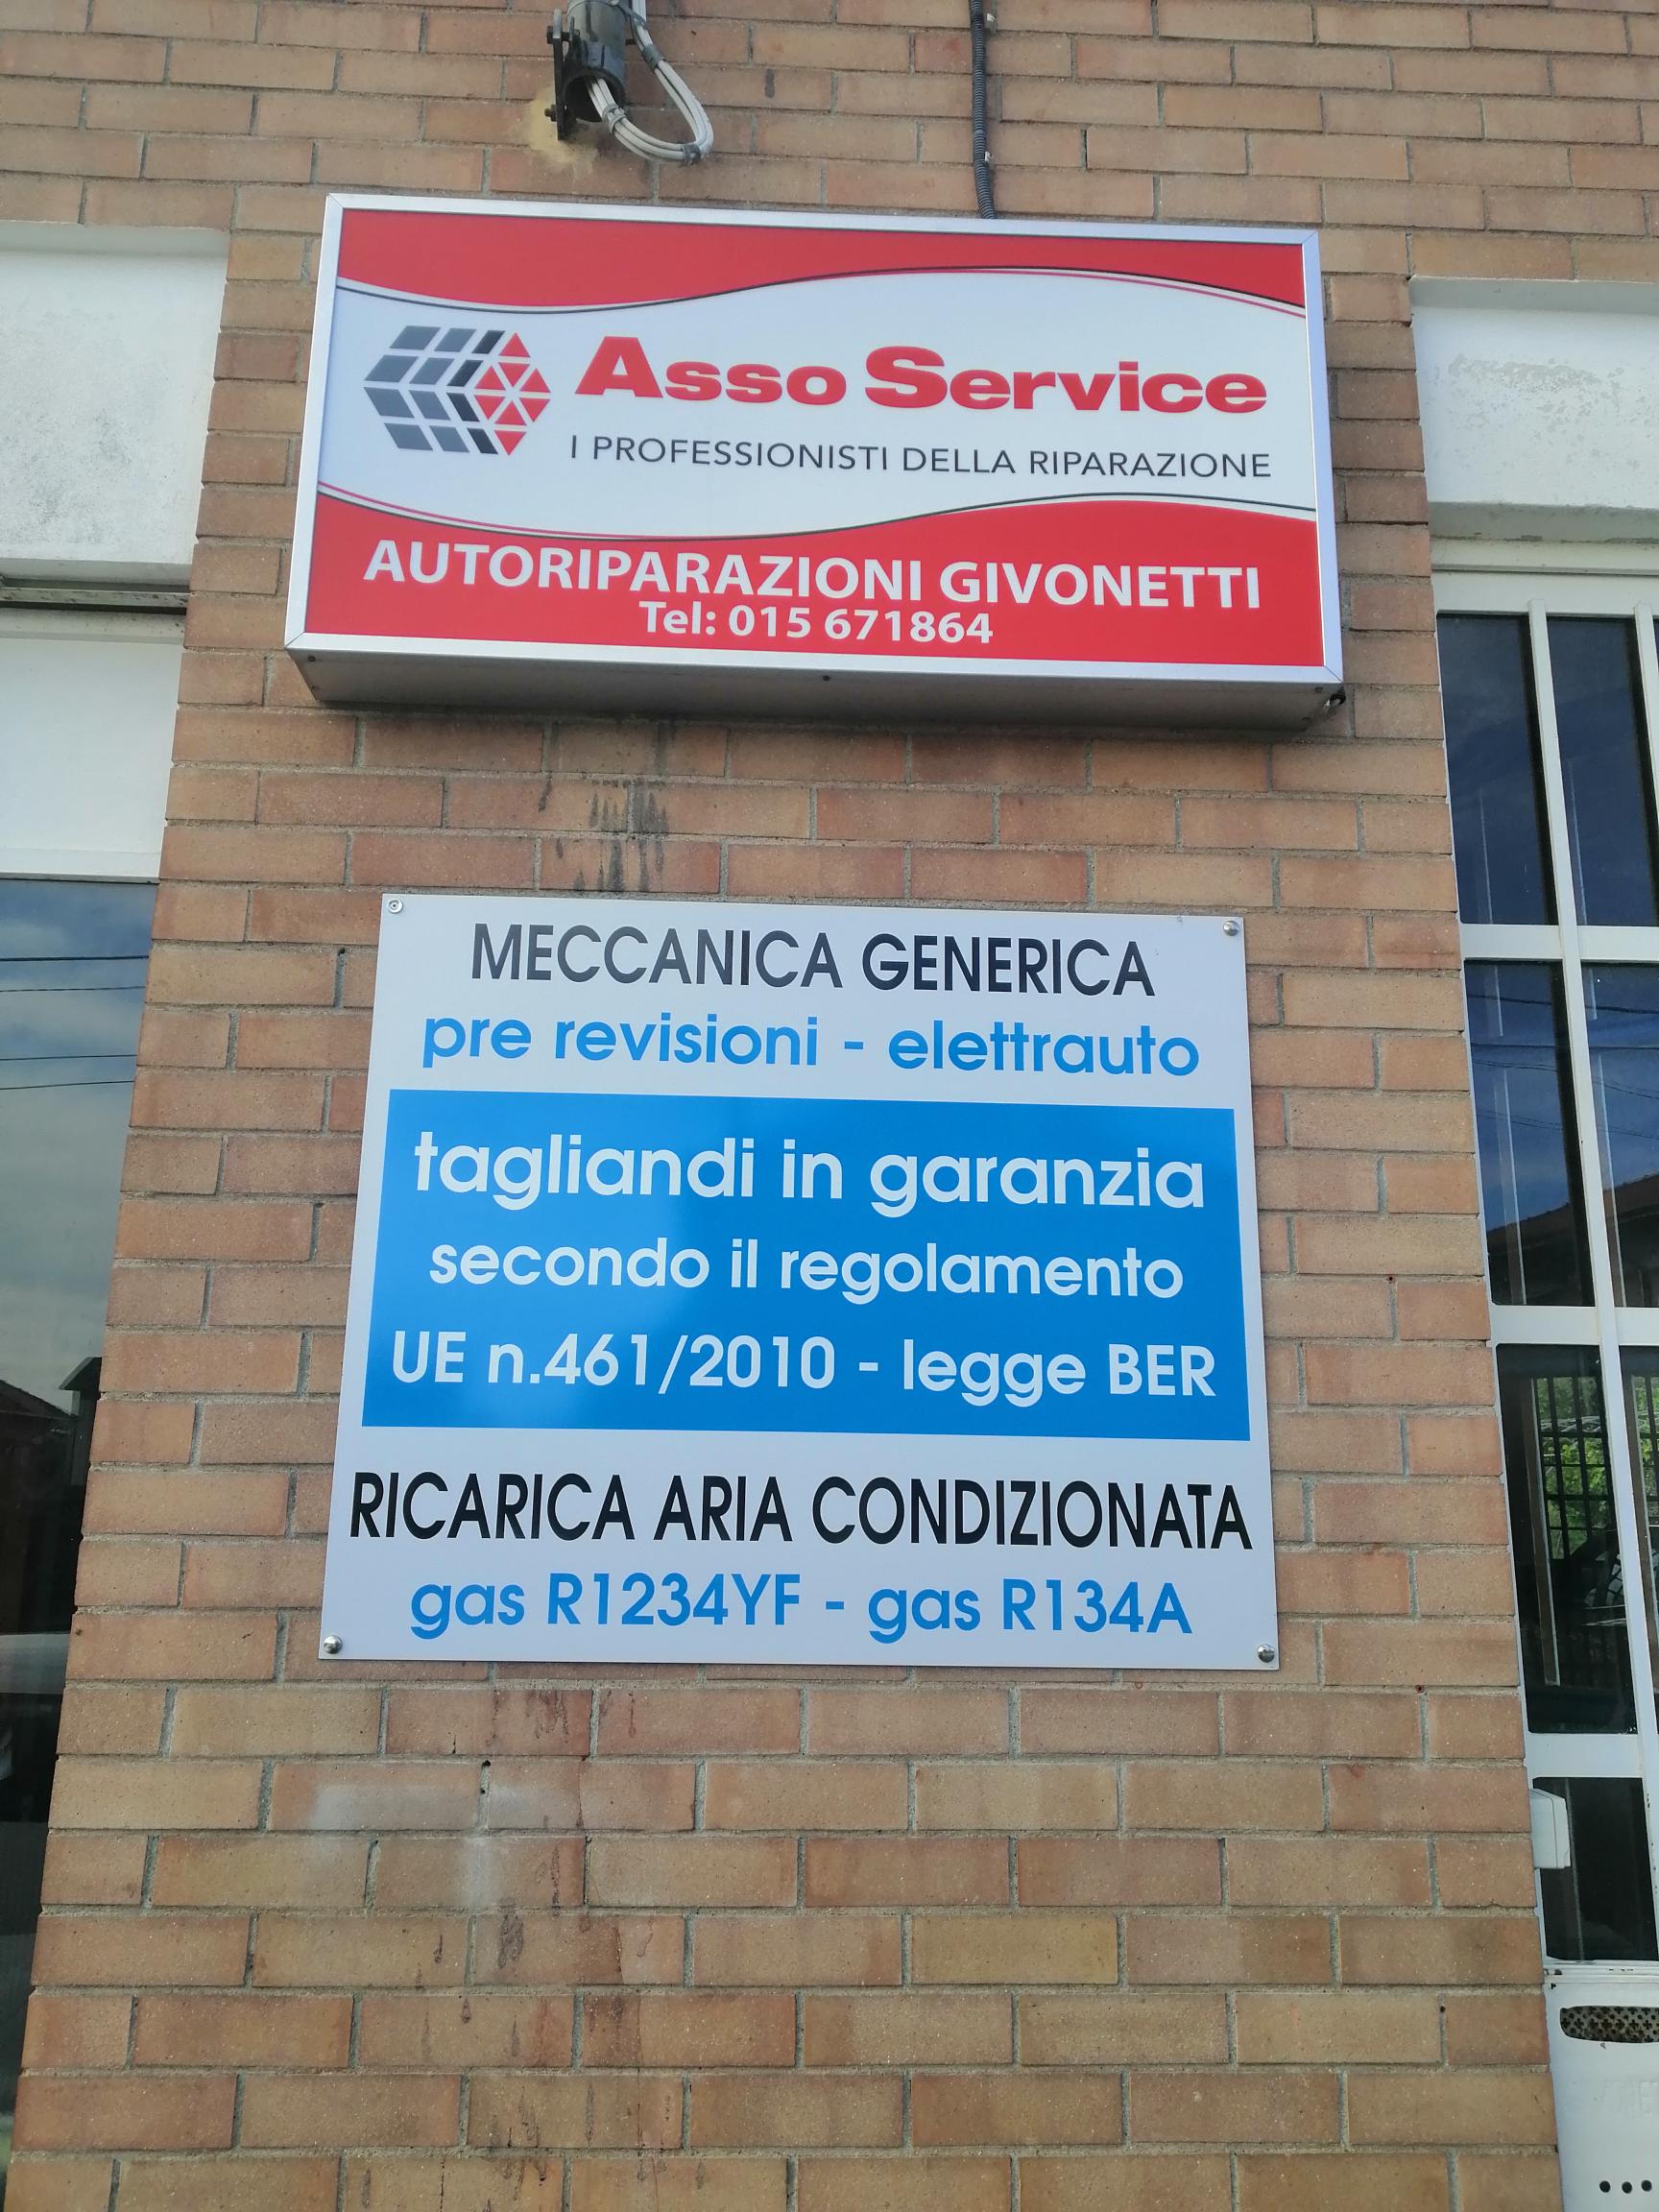 Asso Service
I PROFESSIONISTI DELLA RIPARAZIONE
AUTORIPARAZIONI GIVONETTI
Tel: 015 671864
MECCANICA GENERICA
pre revisioni - elettrauto
tagliandi in garanzia
secondo il regolamento
UE n.461/2010 - legge BER
RICARICA ARIA CONDIZIONATA
gas R1234YF - gas R134A